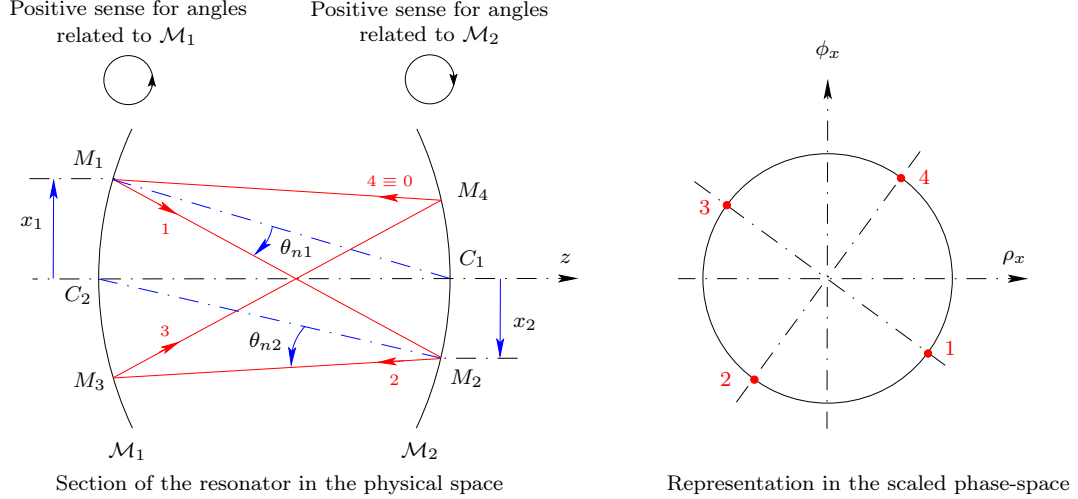 Positive sense for angles
related to ℳ₁
Positive sense for angles
related to ℳ₂
ϕₓ
M₁
4 ≡ 0
M₄
4
3
x₁
1
θₙ₁
C₁
z
ρₓ
C₂
x₂
3
θₙ₂
1
M₃
2
M₂
2
ℳ₁
ℳ₂
Section of the resonator in the physical space
Representation in the scaled phase-space